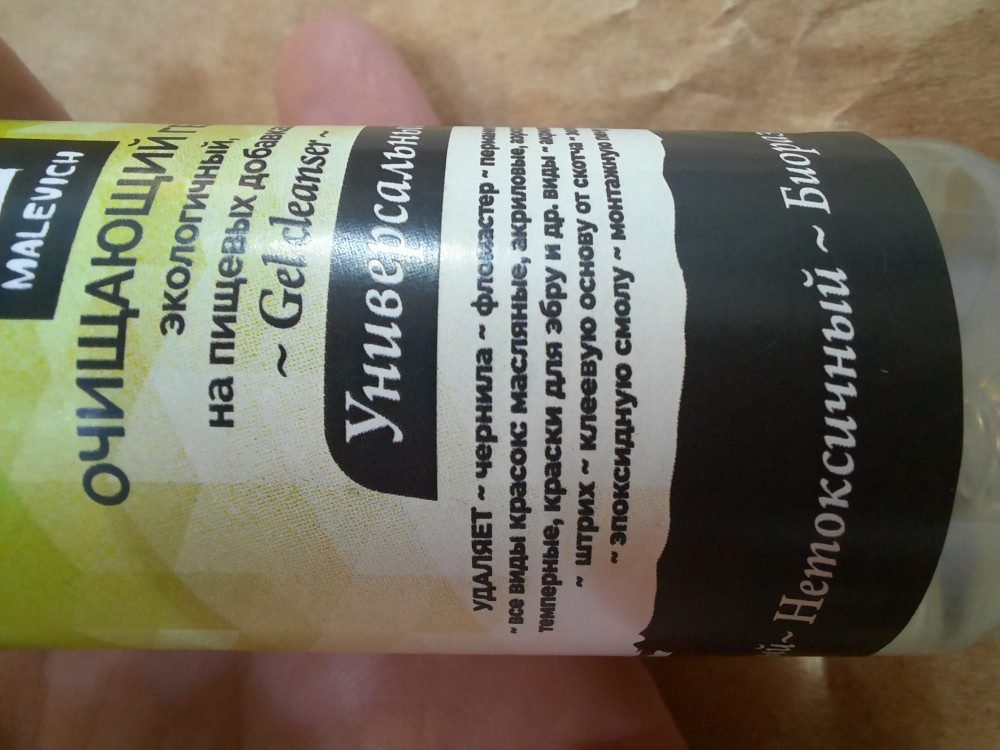 MALEVICH
ОЧИЩАЮЩИЙ
экологичный,
на пищевых
~ Gel cleanser ~
Универсальны
УДАЛЯЕТ ~ чернила ~ фломастер ~
~ все виды красок: масляные, акриловые,
темперные, краски для эбру и др. виды ~
~ штрих ~ клеевую основу от скотча ~
~ эпоксидную смолу ~ монтажную
~ Нетоксичный ~